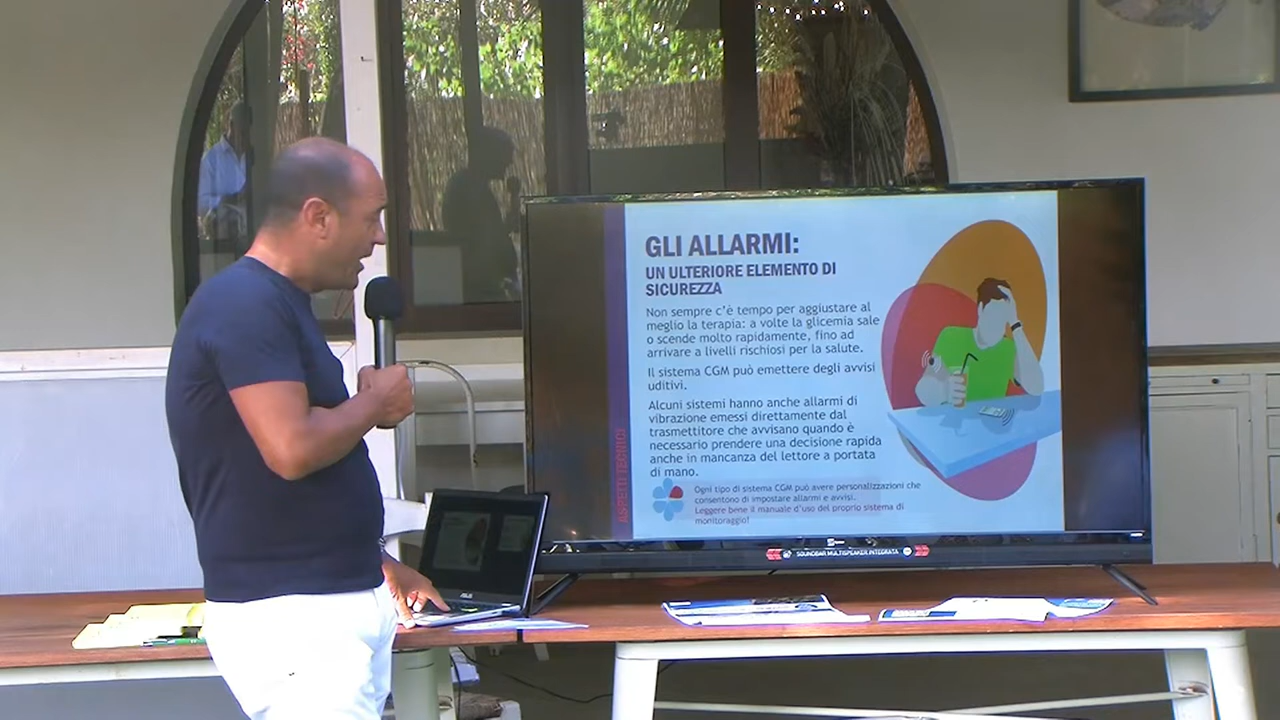 GLI ALLARMI:
UN ULTERIORE ELEMENTO DI
SICUREZZA
Non sempre c'è tempo per aggiustare al
meglio la terapia: a volte la glicemia sale
o scende molto rapidamente, fino ad
arrivare a livelli rischiosi per la salute.
Il sistema CGM può emettere degli avvisi
uditivi.
Alcuni sistemi hanno anche allarmi di
vibrazione emessi direttamente dal
trasmettitore che avvisano quando è
necessario prendere una decisione rapida
anche in mancanza del lettore a portata
di mano.
Ogni tipo di sistema CGM può avere personalizzazioni che
consentono di impostare allarmi e avvisi.
Leggere bene il manuale d'uso del proprio sistema di
monitoraggio!
ASPETTI TECNICI
SOUNDBAR MULTISPEAKER INTEGRATA
ASUS